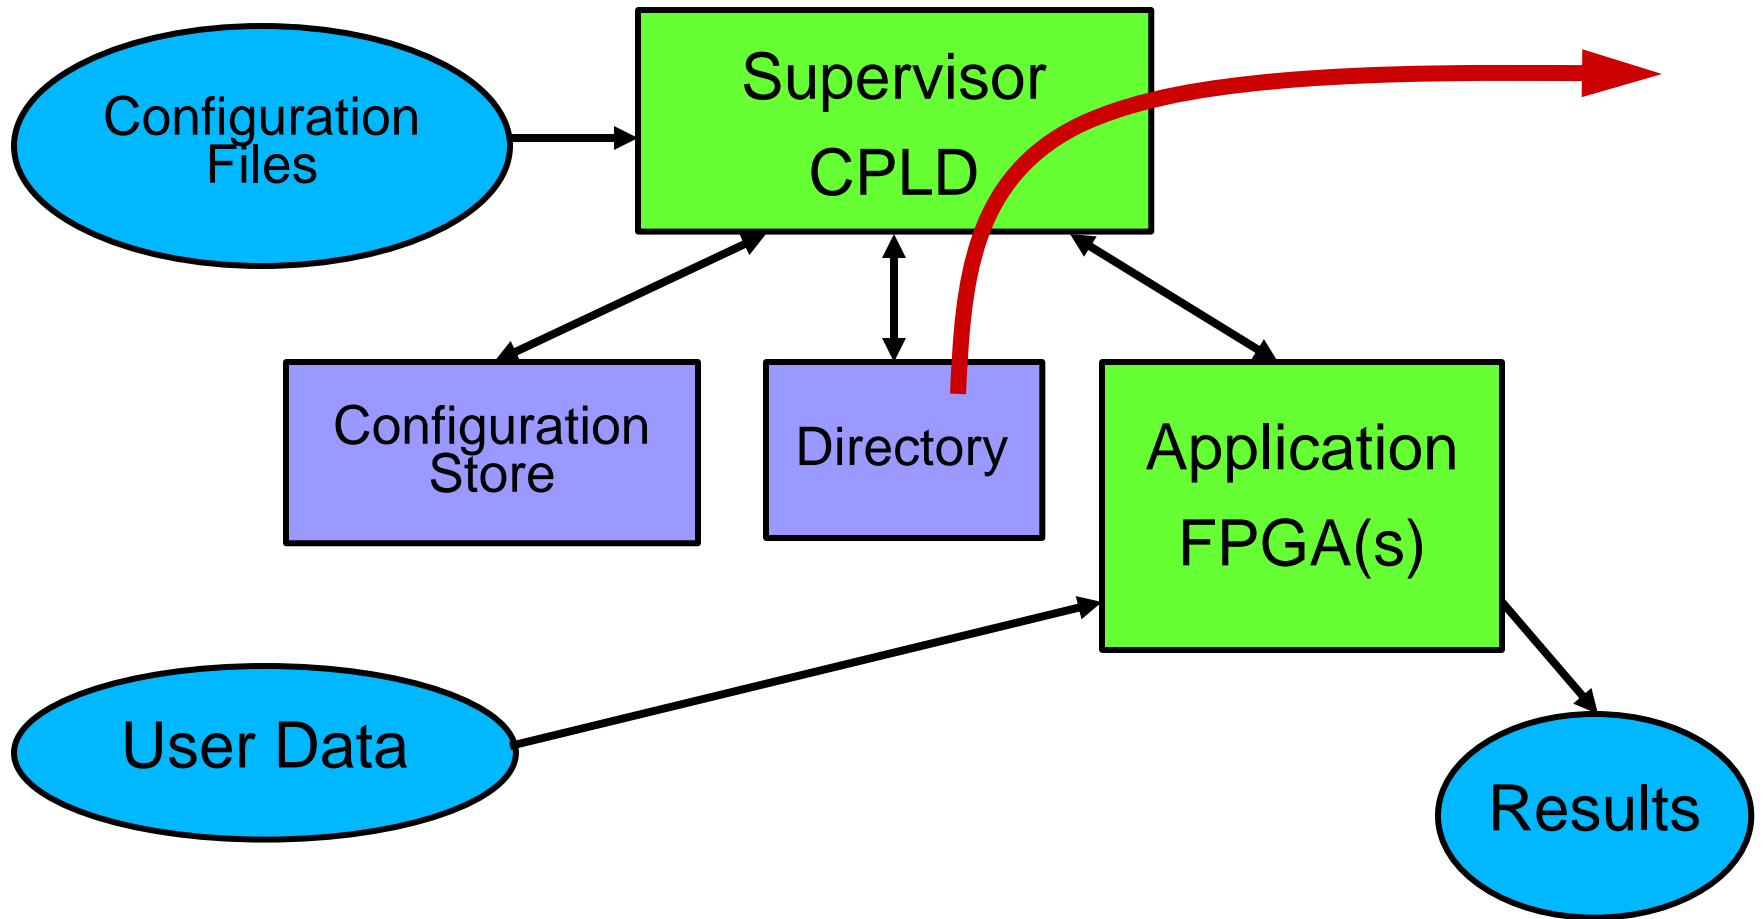 Configuration
Files
Supervisor
CPLD
Configuration
Store
Directory
Application
FPGA(s)
User Data
Results